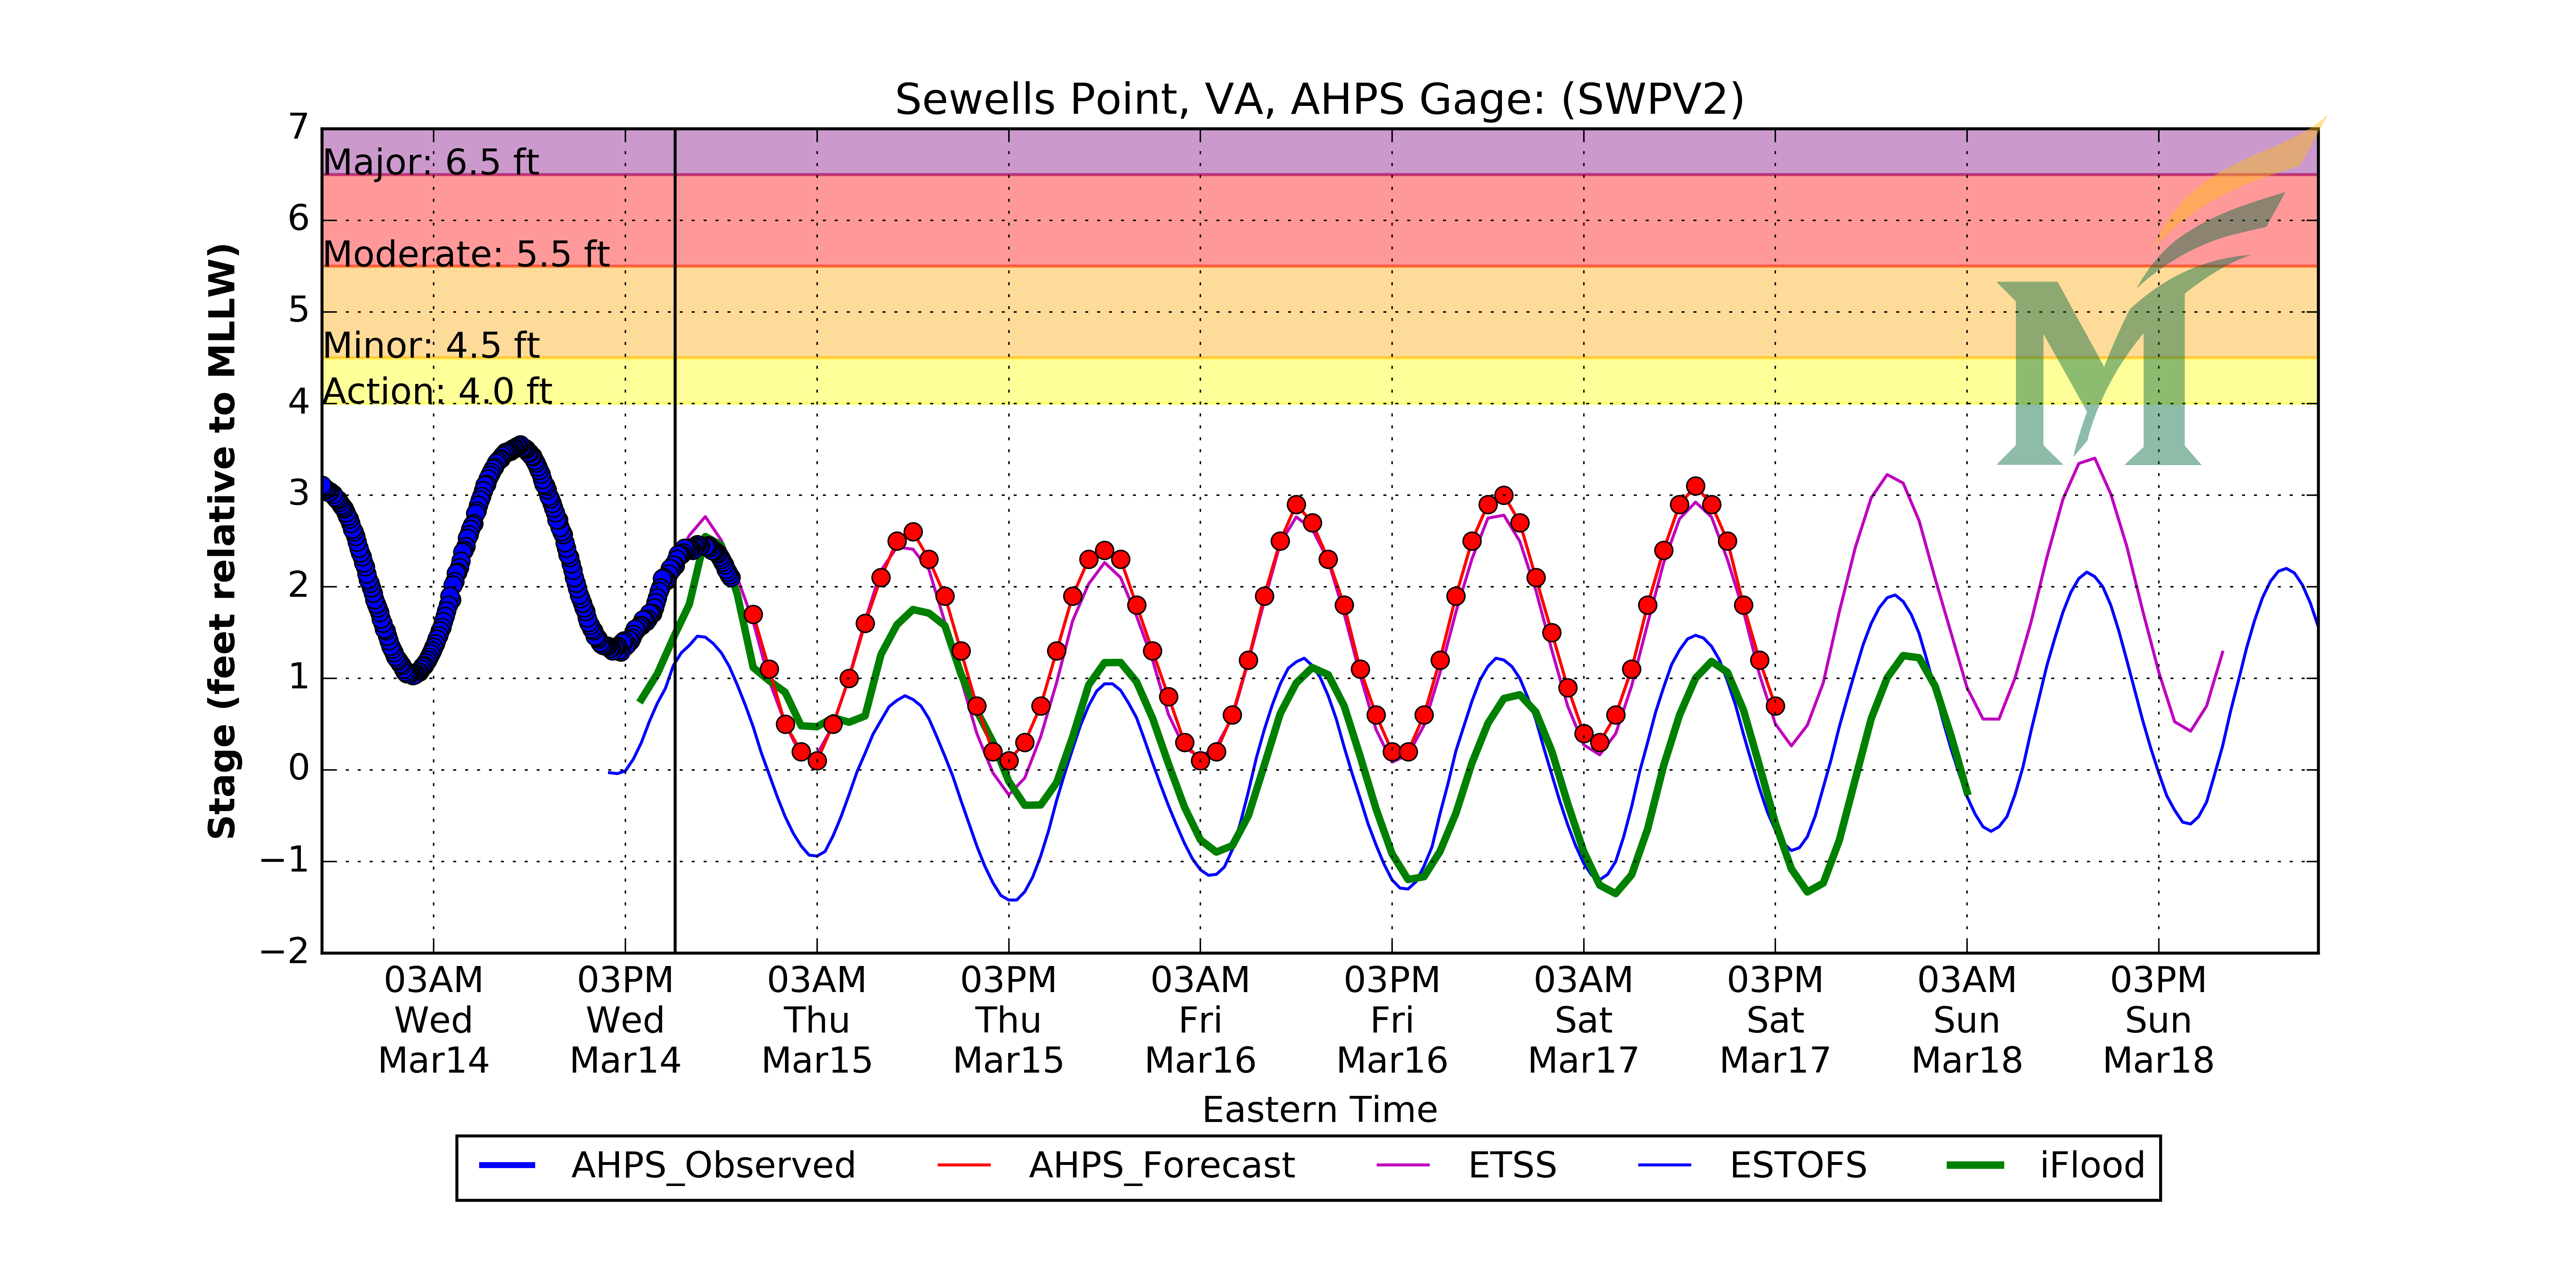 Sewells Point, VA, AHPS Gage: (SWPV2)
Stage (feet relative to MLLW)
7
6
5
4
3
2
1
0
−1
−2
Major: 6.5 ft
Moderate: 5.5 ft
Minor: 4.5 ft
Action: 4.0 ft
M
03AM 03PM 03AM 03PM 03AM 03PM 03AM 03PM 03AM 03PM
Wed Wed Thu Thu Fri Fri Sat Sat Sun Sun
Mar14 Mar14 Mar15 Mar15 Mar16 Mar16 Mar17 Mar17 Mar18 Mar18
Eastern Time
AHPS_Observed AHPS_Forecast ETSS ESTOFS iFlood